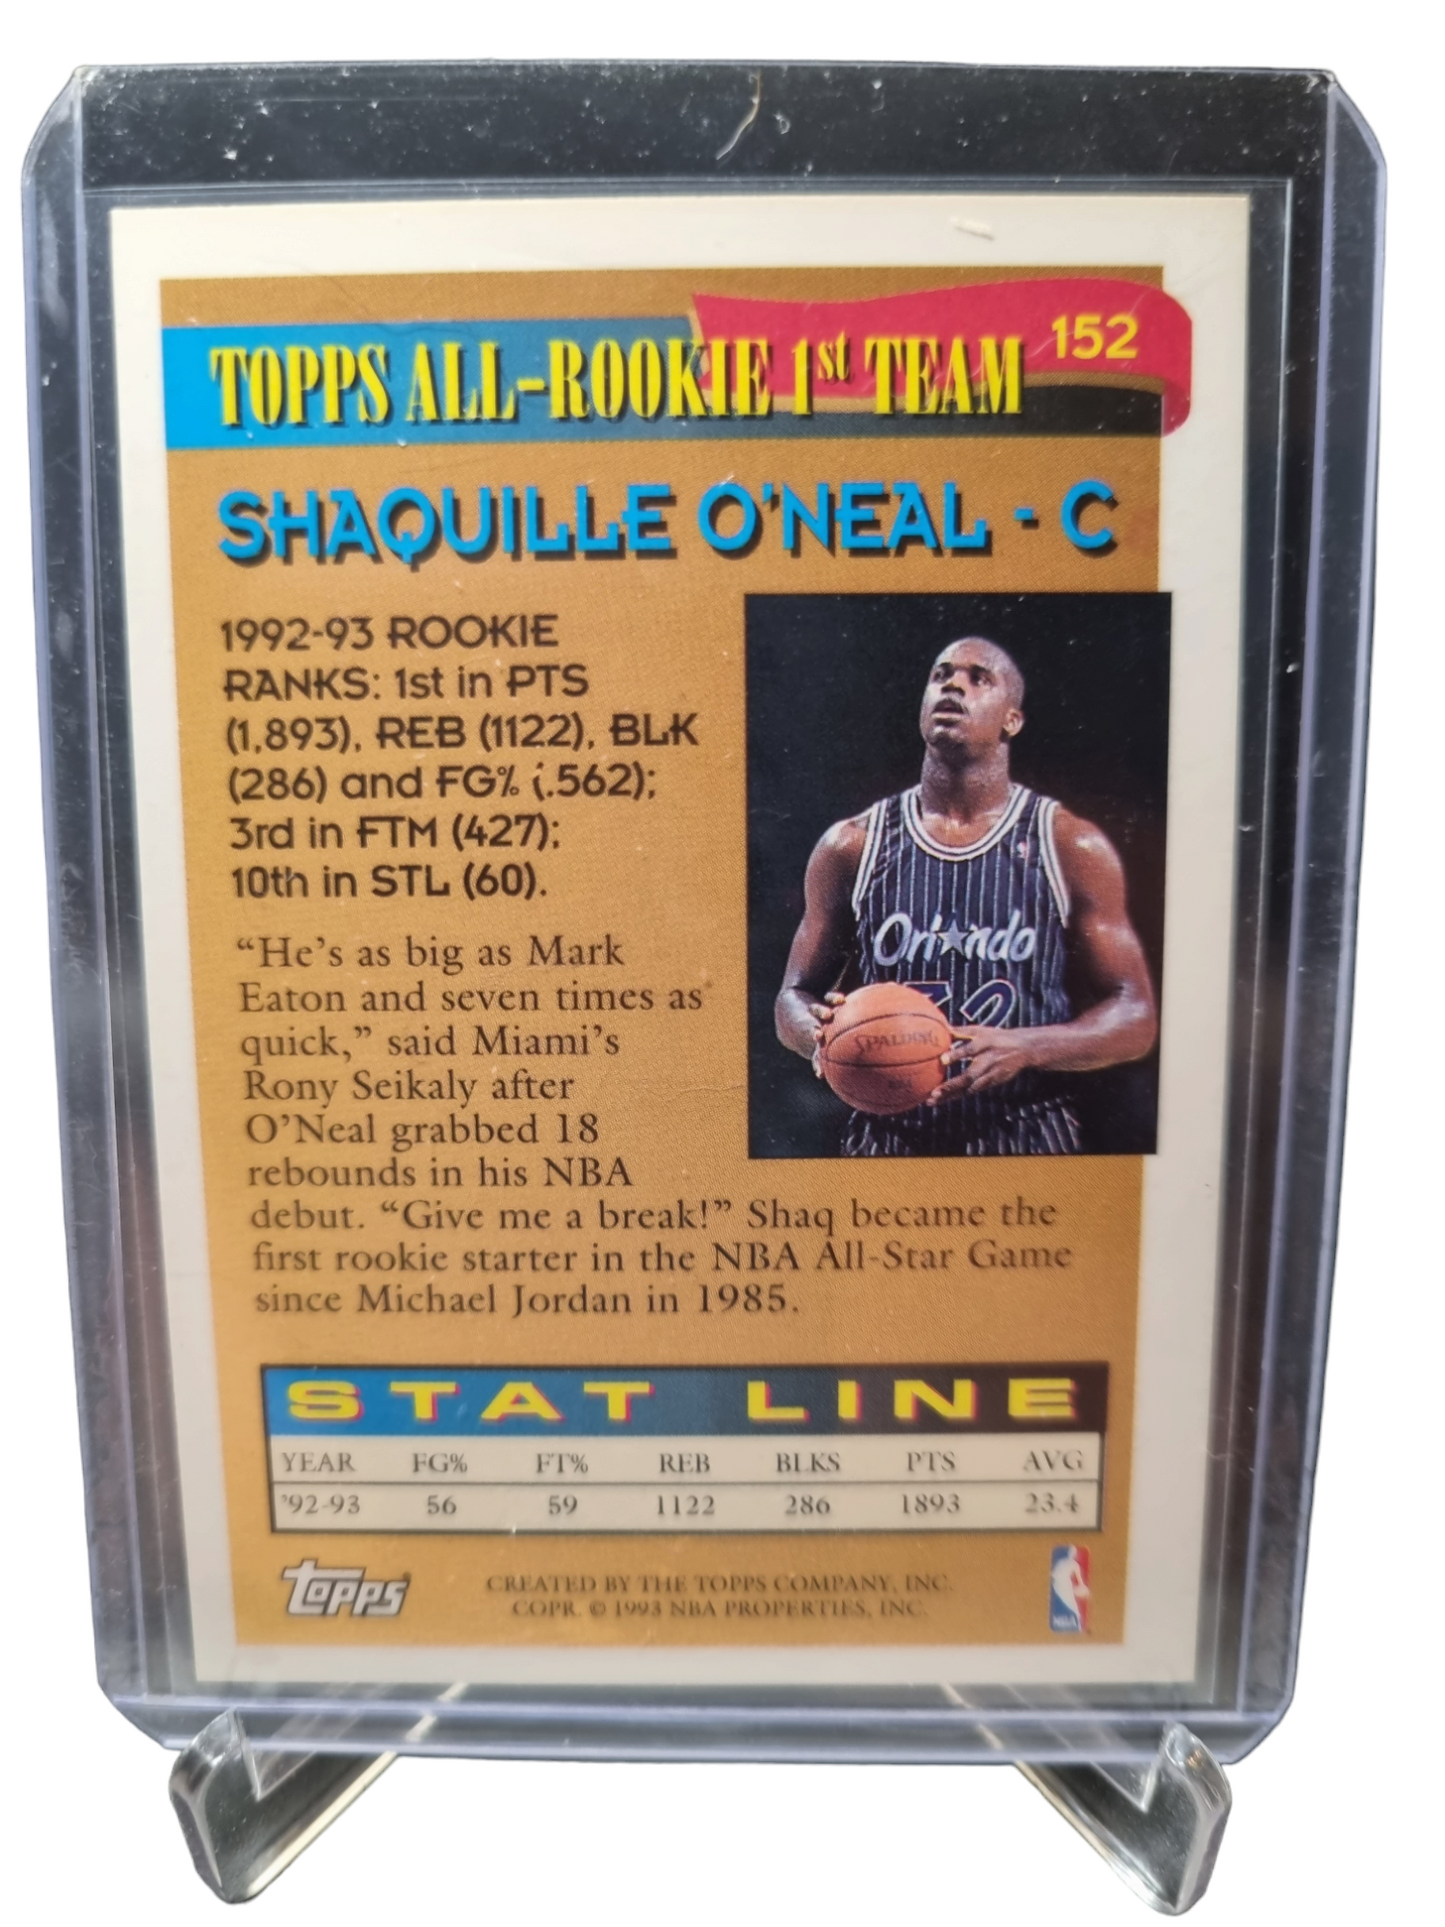 152
TOPPS ALL-ROOKIE 1st TEAM
SHAQUILLE O'NEAL - C
1992-93 ROOKIE
RANKS: 1st in PTS
(1,893), REB (1122), BLK
(286) and FG% (.562);
3rd in FTM (427);
10th in STL (60).
"He's as big as Mark
Eaton and seven times as
quick," said Miami's
Rony Seikaly after
O'Neal grabbed 18
rebounds in his NBA
debut. "Give me a break!" Shaq became the
first rookie starter in the NBA All-Star Game
since Michael Jordan in 1985.
Orlando
32
SPALDING
STAT LINE
YEAR FG% FT% REB BLKS PTS AVG
'92-93 56 59 1122 286 1893 23.4
Topps
CREATED BY THE TOPPS COMPANY, INC.
COPR. © 1993 NBA PROPERTIES, INC.
NBA